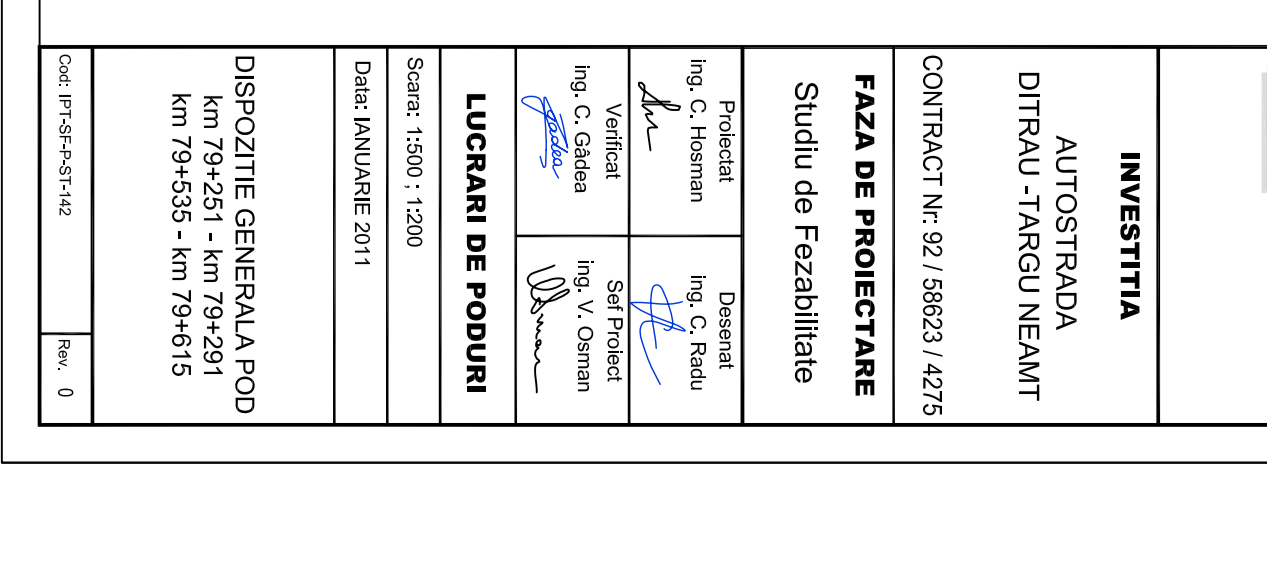 INVESTITIA
AUTOSTRADA
DITRAU -TARGU NEAMT
CONTRACT Nr: 92 / 58623 / 4275
FAZA DE PROIECTARE
Studiu de Fezabilitate
Proiectat
ing. C. Hosman
Desenat
ing. C. Radu
Verificat
ing. C. Gâdea
Gadea
Sef Proiect
ing. V. Osman
LUCRARI DE PODURI
Scara: 1:500 ; 1:200
Data: IANUARIE 2011
DISPOZITIE GENERALA POD
km 79+251 - km 79+291
km 79+535 - km 79+615
Cod: IPT-SF-P-ST-142
Rev. 0